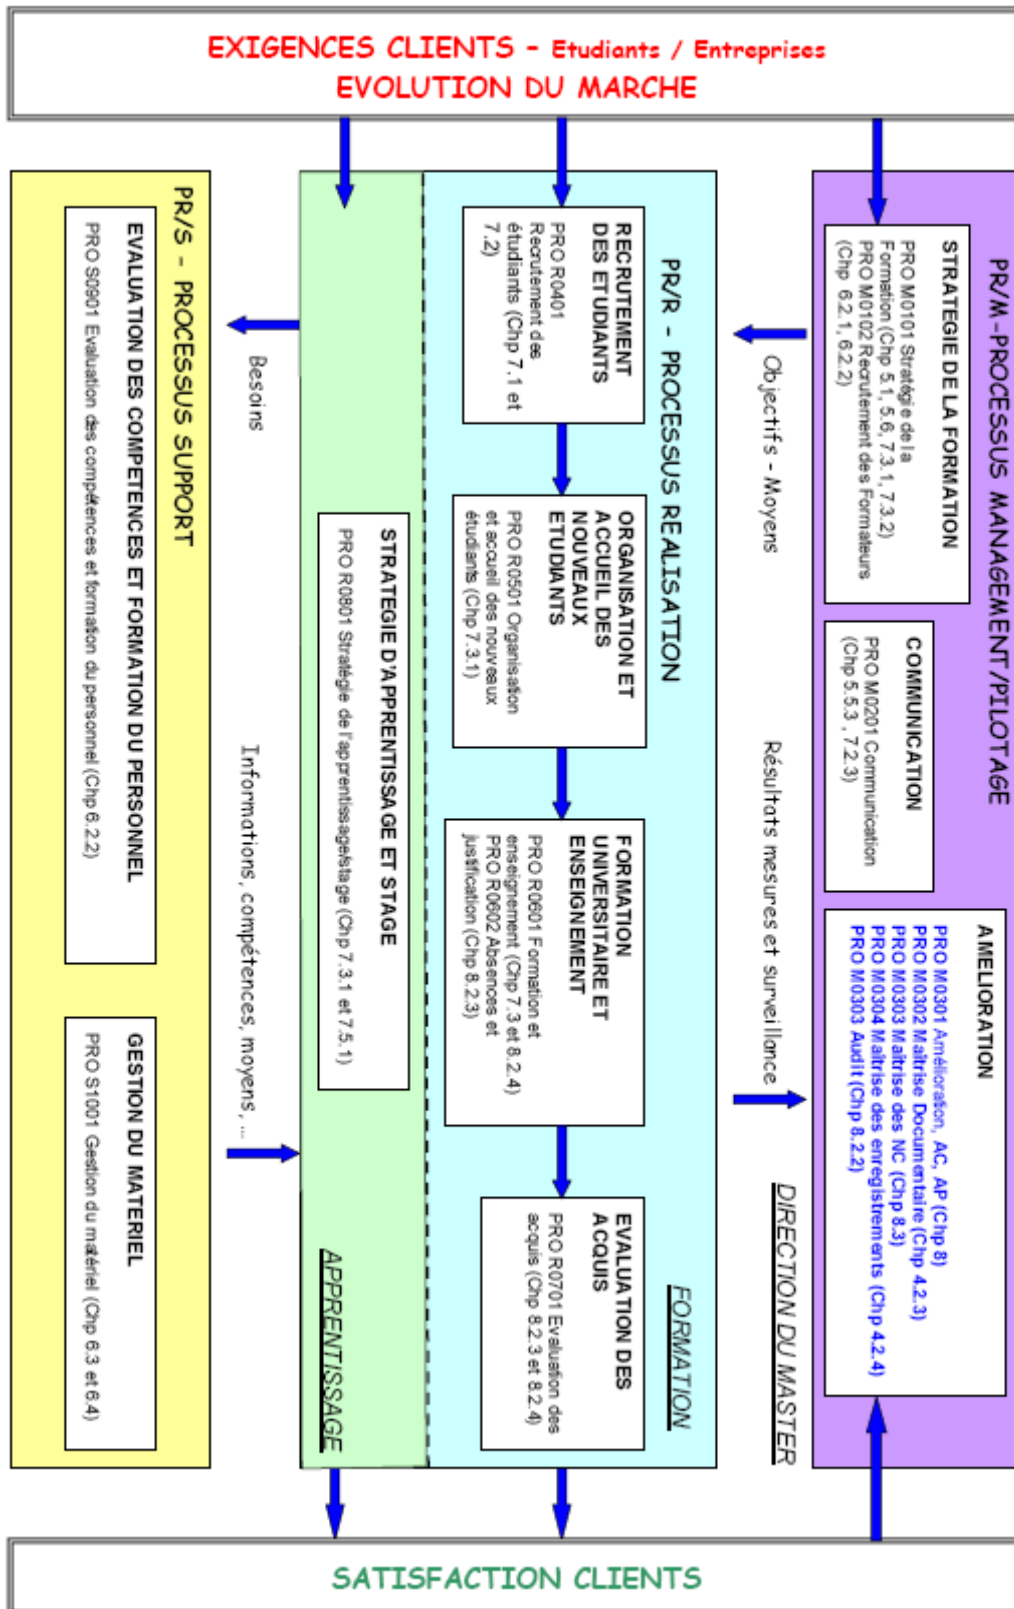 EXIGENCES CLIENTS - Etudiants / Entreprises
EVOLUTION DU MARCHE
PR/M-PROCESSUS MANAGEMENT/PILOTAGE
STRATEGIE DE LA FORMATION
PRO M0101 Stratégie de la
Formation (Chp 5.1, 5.6, 7.3.1, 7.3.2)
PRO M0102 Recrutement des Formateurs
(Chp 6.2.1, 6.2.2)
COMMUNICATION
PRO M0201 Communication
(Chp 5.5.3 , 7.2.3)
AMELIORATION
PRO M0301 Amélioration, AC, AP (Chp 8)
PRO M0302 Maîtrise Documentaire (Chp 4.2.3)
PRO M0303 Maîtrise des NC (Chp 8.3)
PRO M0304 Maîtrise des enregistrements (Chp 4.2.4)
PRO M0303 Audit (Chp 8.2.2)
Objectifs - Moyens
Résultats mesures et surveillance
DIRECTION DU MASTER
PR/R - PROCESSUS REALISATION
RECRUTEMENT
DES ETUDIANTS
PRO R0401
Recrutement des
étudiants (Chp 7.1 et
7.2)
ORGANISATION ET
ACCUEIL DES
NOUVEAUX
ETUDIANTS
PRO R0501 Organisation
et accueil des nouveaux
étudiants (Chp 7.3.1)
FORMATION
UNIVERSITAIRE ET
ENSEIGNEMENT
PRO R0601 Formation et
enseignement (Chp 7.3 et 8.2.4)
PRO R0602 Absences et
justification (Chp 8.2.3)
EVALUATION DES
ACQUIS
PRO R0701 Evaluation des
acquis (Chp 8.2.3 et 8.2.4)
FORMATION
STRATEGIE D'APPRENTISSAGE ET STAGE
PRO R0801 Stratégie de l'apprentissage/stage (Chp 7.3.1 et 7.5.1)
APPRENTISSAGE
Besoins
Informations, compétences, moyens, ...
PR/S - PROCESSUS SUPPORT
EVALUATION DES COMPETENCES ET FORMATION DU PERSONNEL
PRO S0901 Evaluation des compétences et formation du personnel (Chp 6.2.2)
GESTION DU MATERIEL
PRO S1001 Gestion du matériel (Chp 6.3 et 6.4)
SATISFACTION CLIENTS